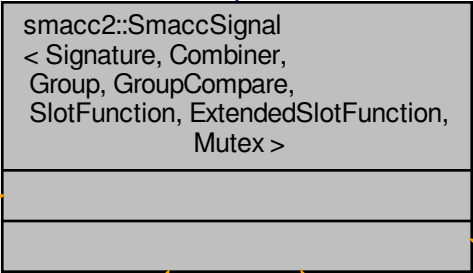 smacc2::SmaccSignal
< Signature, Combiner,
Group, GroupCompare,
SlotFunction, ExtendedSlotFunction,
Mutex >